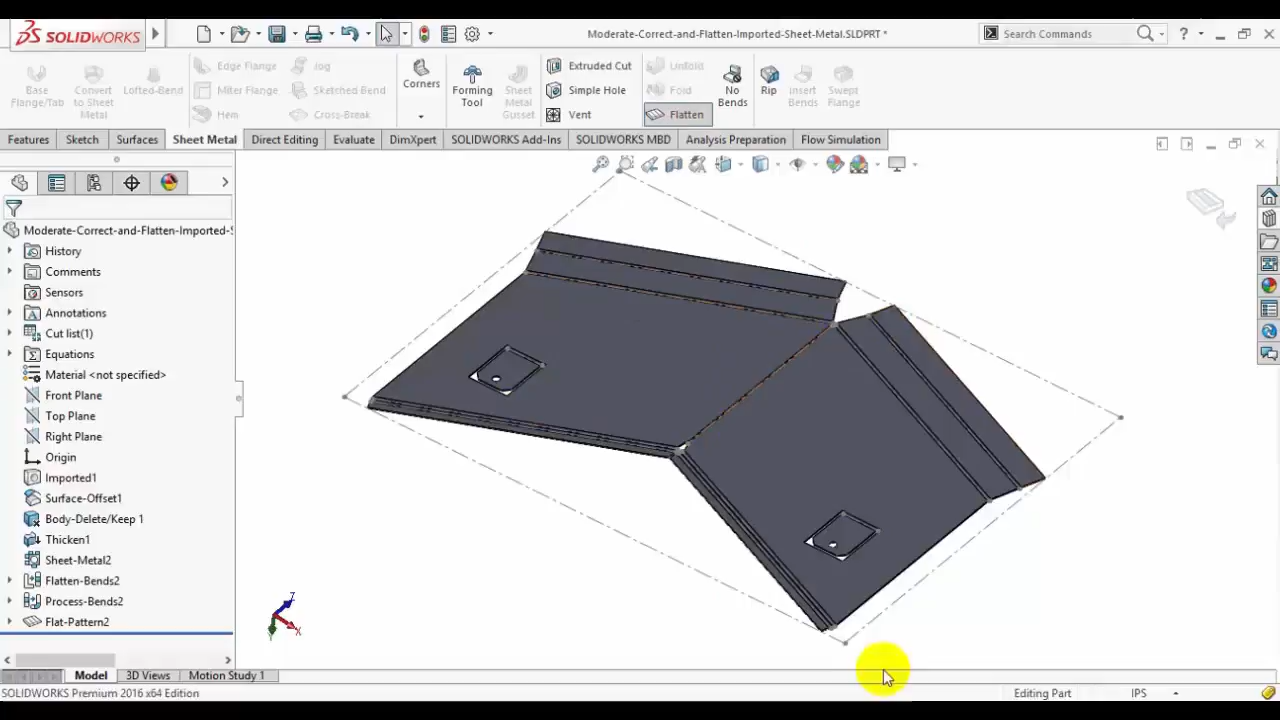 SOLIDWORKS
Moderate-Correct-and-Flatten-Imported-Sheet-Metal.SLDPRT *
Search Commands
?
Base Flange/Tab
Convert to Sheet Metal
Lofted-Bend
Edge Flange
Miter Flange
Hem
Jog
Sketched Bend
Cross-Break
Corners
Forming Tool
Sheet Metal Gusset
Extruded Cut
Simple Hole
Vent
Unfold
Fold
Flatten
No Bends
Rip
Insert Bends
Swept Flange
Features
Sketch
Surfaces
Sheet Metal
Direct Editing
Evaluate
DimXpert
SOLIDWORKS Add-Ins
SOLIDWORKS MBD
Analysis Preparation
Flow Simulation
Moderate-Correct-and-Flatten-Imported-S
History
Comments
Sensors
Annotations
Cut list(1)
Equations
Material <not specified>
Front Plane
Top Plane
Right Plane
Origin
Imported1
Surface-Offset1
Body-Delete/Keep 1
Thicken1
Sheet-Metal2
Flatten-Bends2
Process-Bends2
Flat-Pattern2
Z
X
Y
Model
3D Views
Motion Study 1
SOLIDWORKS Premium 2016 x64 Edition
Editing Part
IPS